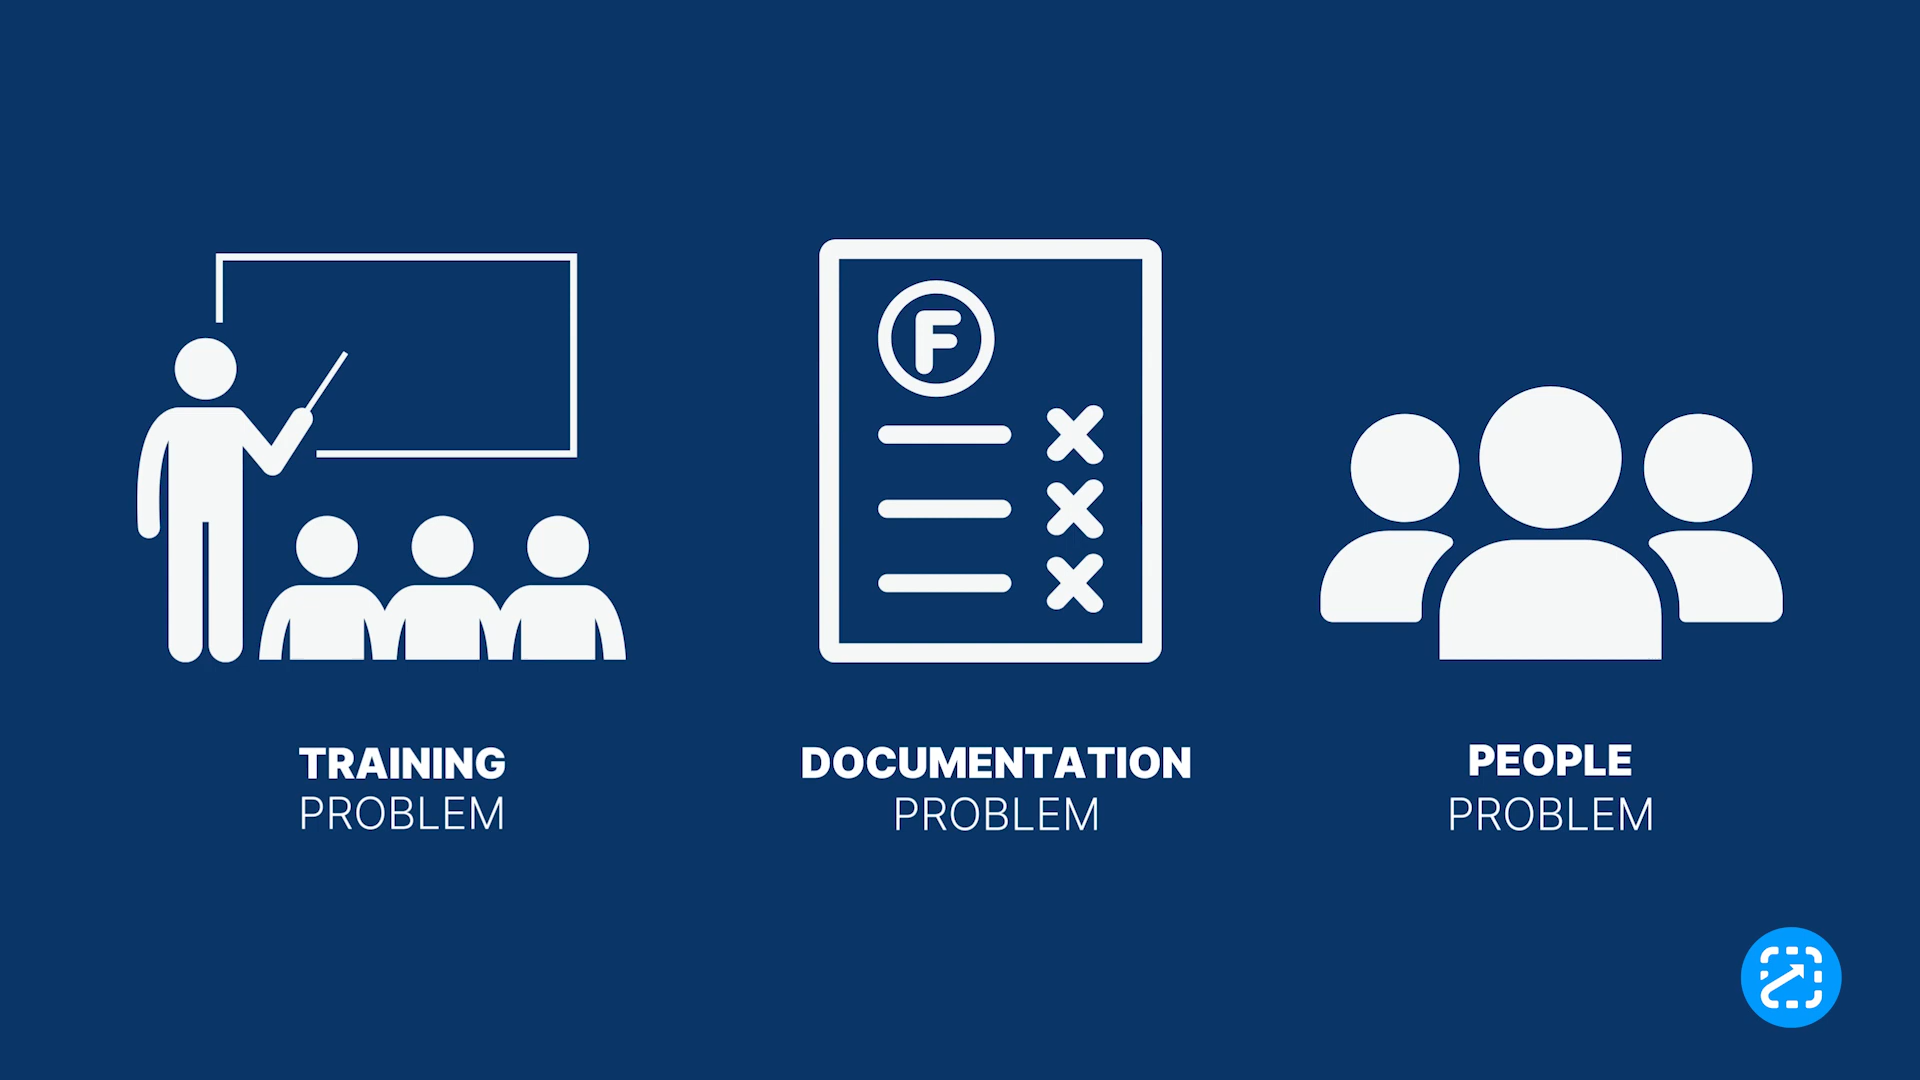 F
TRAINING
PROBLEM
DOCUMENTATION
PROBLEM
PEOPLE
PROBLEM